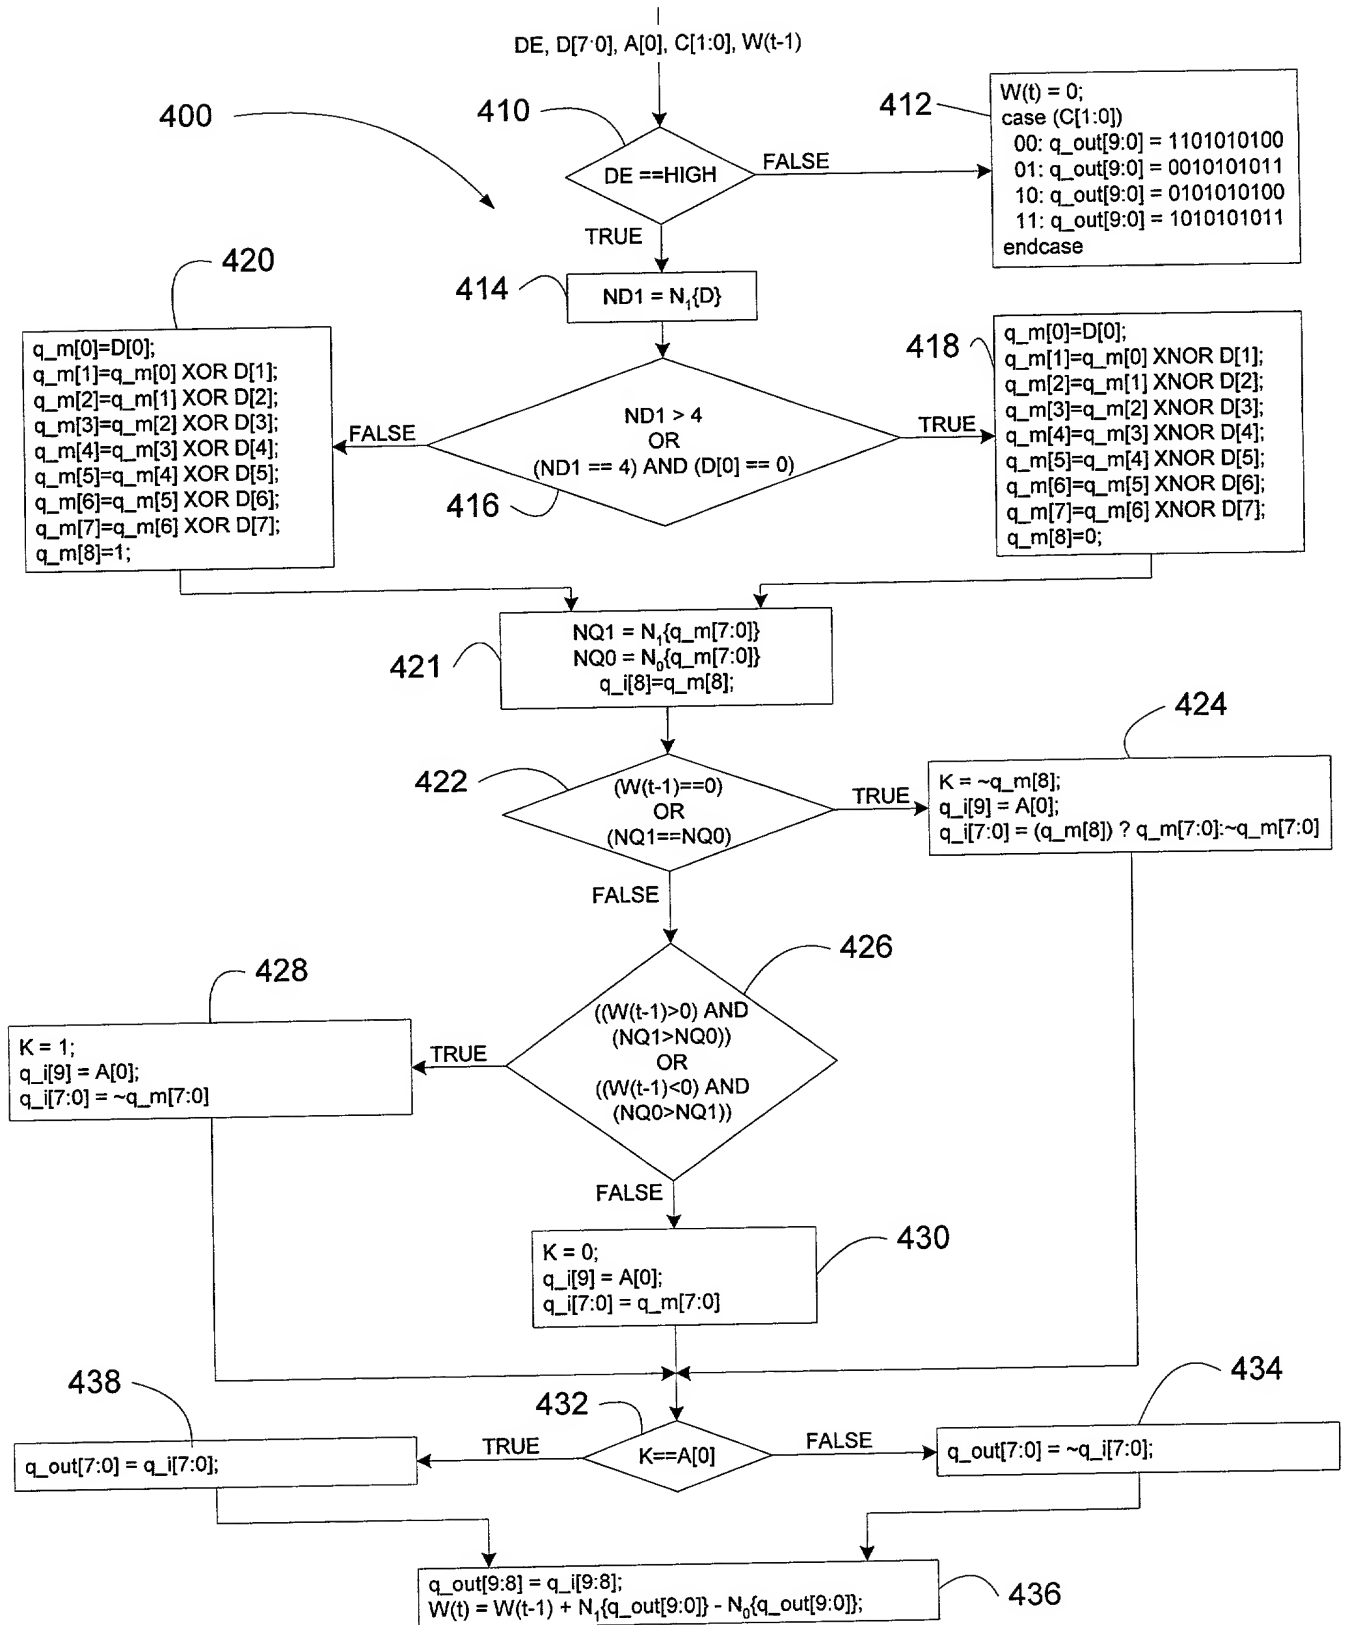 DE, D[7:0], A[0], C[1:0], W(t-1)
400
410
DE ==HIGH
FALSE
TRUE
412
W(t) = 0;
case (C[1:0])
00: q_out[9:0] = 1101010100
01: q_out[9:0] = 0010101011
10: q_out[9:0] = 0101010100
11: q_out[9:0] = 1010101011
endcase
414
ND1 = N₁{D}
420
q_m[0]=D[0];
q_m[1]=q_m[0] XOR D[1];
q_m[2]=q_m[1] XOR D[2];
q_m[3]=q_m[2] XOR D[3];
q_m[4]=q_m[3] XOR D[4];
q_m[5]=q_m[4] XOR D[5];
q_m[6]=q_m[5] XOR D[6];
q_m[7]=q_m[6] XOR D[7];
q_m[8]=1;
FALSE
ND1 > 4
OR
(ND1 == 4) AND (D[0] == 0)
416
TRUE
418
q_m[0]=D[0];
q_m[1]=q_m[0] XNOR D[1];
q_m[2]=q_m[1] XNOR D[2];
q_m[3]=q_m[2] XNOR D[3];
q_m[4]=q_m[3] XNOR D[4];
q_m[5]=q_m[4] XNOR D[5];
q_m[6]=q_m[5] XNOR D[6];
q_m[7]=q_m[6] XNOR D[7];
q_m[8]=0;
421
NQ1 = N₁{q_m[7:0]}
NQ0 = N₀{q_m[7:0]}
q_i[8]=q_m[8];
422
(W(t-1)==0)
OR
(NQ1==NQ0)
TRUE
FALSE
424
K = ~q_m[8];
q_i[9] = A[0];
q_i[7:0] = (q_m[8]) ? q_m[7:0]:~q_m[7:0]
426
((W(t-1)>0) AND
(NQ1>NQ0))
OR
((W(t-1)<0) AND
(NQ0>NQ1))
TRUE
FALSE
428
K = 1;
q_i[9] = A[0];
q_i[7:0] = ~q_m[7:0]
430
K = 0;
q_i[9] = A[0];
q_i[7:0] = q_m[7:0]
432
K==A[0]
TRUE
FALSE
438
q_out[7:0] = q_i[7:0];
434
q_out[7:0] = ~q_i[7:0];
436
q_out[9:8] = q_i[9:8];
W(t) = W(t-1) + N₁{q_out[9:0]} - N₀{q_out[9:0]};